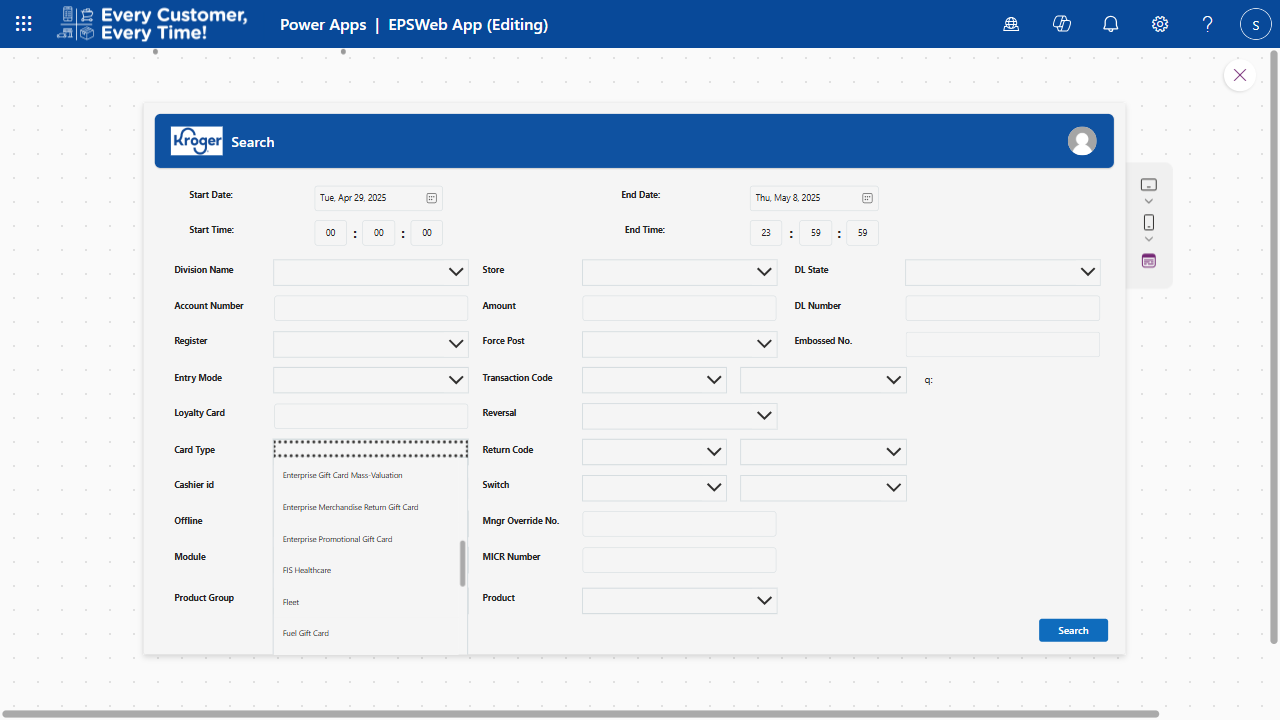 Every Customer,
Every Time!
Power Apps | EPSWeb App (Editing)
?
S
Kroger
Search
Start Date:
Tue, Apr 29, 2025
End Date:
Thu, May 8, 2025
Start Time:
00 : 00 : 00
End Time:
23 : 59 : 59
Division Name
Store
DL State
Account Number
Amount
DL Number
Register
Force Post
Embossed No.
Entry Mode
Transaction Code
q:
Loyalty Card
Reversal
Card Type
Return Code
Enterprise Gift Card Mass-Valuation
Cashier id
Switch
Enterprise Merchandise Return Gift Card
Offline
Mngr Override No.
Enterprise Promotional Gift Card
Module
MICR Number
FIS Healthcare
Product Group
Product
Fleet
Fuel Gift Card
Search